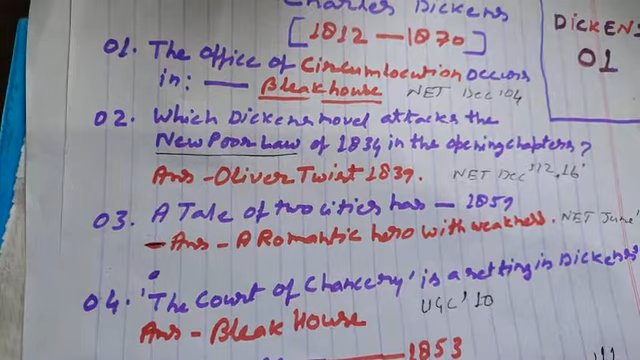 Charles Dickens
[1812 — 1870]
DICKENS
01
01. The Office of Circumlocution occurs
in: —— Bleak house NET Dec '04
02. Which Dickens novel attacks the
New Poor Law of 1834 in the opening chapters?
Ans - Oliver Twist 1839. NET Dec '12, 16'
03. A Tale of two cities has — 1859
- Ans - A Romantic hero with weakness. NET June '
04. 'The Court of Chancery' is a setting in Dickens'
UGC' 10
Ans - Bleak House
1853